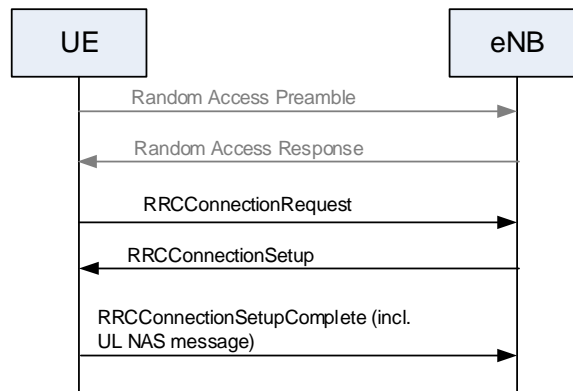 UE
eNB
Random Access Preamble
Random Access Response
RRCConnectionRequest
RRCConnectionSetup
RRCConnectionSetupComplete (incl.
UL NAS message)